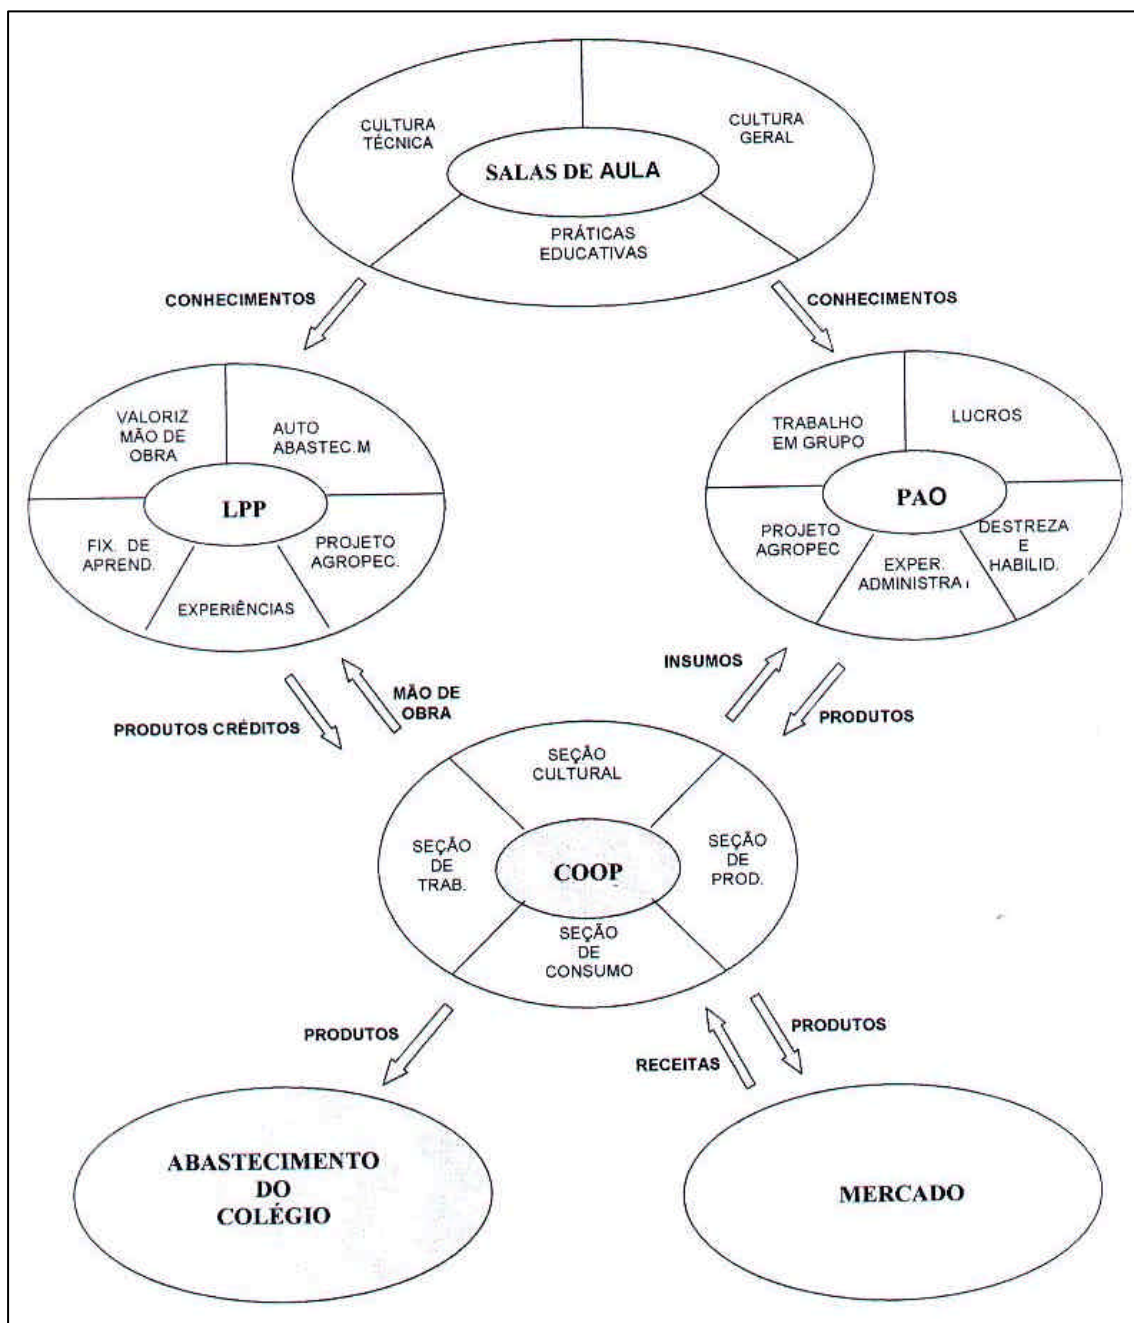 CULTURA
TÉCNICA
CULTURA
GERAL
SALAS DE AULA
PRÁTICAS
EDUCATIVAS
CONHECIMENTOS
CONHECIMENTOS
VALORIZ
MÃO DE
OBRA
AUTO
ABASTEC.M
LPP
FIX. DE
APREND.
PROJETO
AGROPEC.
EXPERIÊNCIAS
TRABALHO
EM GRUPO
LUCROS
PAO
PROJETO
AGROPEC
DESTREZA
E
HABILID.
EXPER.
ADMINISTRA
PRODUTOS CRÉDITOS
MÃO DE
OBRA
INSUMOS
PRODUTOS
SEÇÃO
CULTURAL
SEÇÃO
DE
TRAB.
COOP
SEÇÃO
DE
PROD.
SEÇÃO
DE
CONSUMO
PRODUTOS
RECEITAS
PRODUTOS
ABASTECIMENTO
DO
COLÉGIO
MERCADO